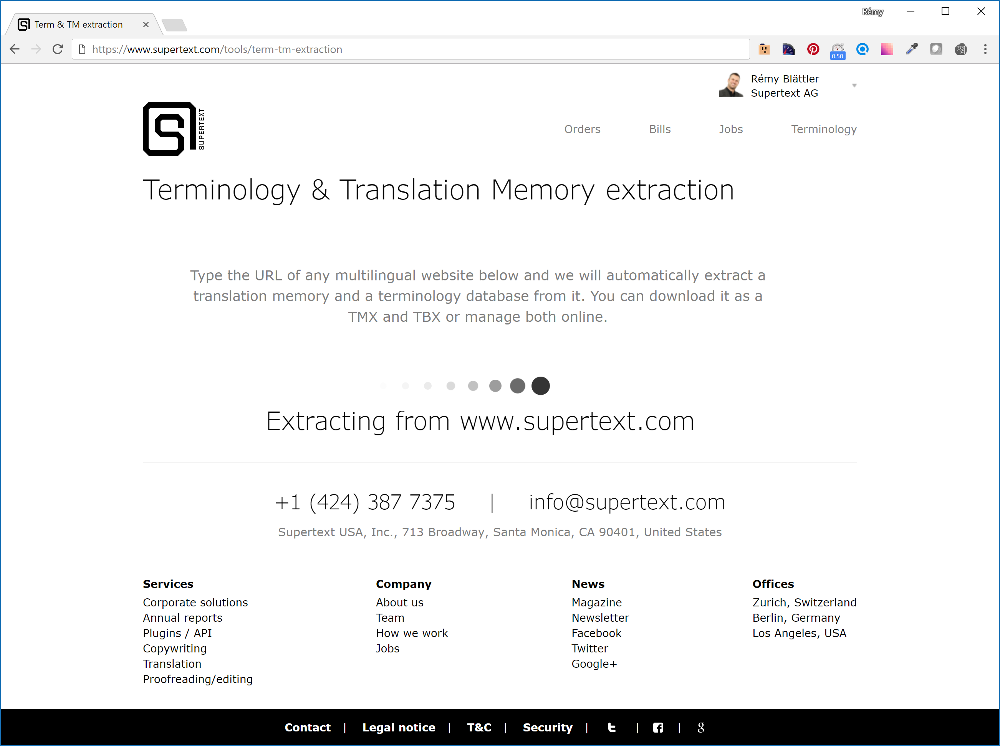 Rémy
Term & TM extraction
https://www.supertext.com/tools/term-tm-extraction
0.50
Rémy Blättler
Supertext AG
SUPERTEXT
Orders Bills Jobs Terminology
Terminology & Translation Memory extraction
Type the URL of any multilingual website below and we will automatically extract a
translation memory and a terminology database from it. You can download it as a
TMX and TBX or manage both online.
Extracting from www.supertext.com
+1 (424) 387 7375 | info@supertext.com
Supertext USA, Inc., 713 Broadway, Santa Monica, CA 90401, United States
Services
Corporate solutions
Annual reports
Plugins / API
Copywriting
Translation
Proofreading/editing
Company
About us
Team
How we work
Jobs
News
Magazine
Newsletter
Facebook
Twitter
Google+
Offices
Zurich, Switzerland
Berlin, Germany
Los Angeles, USA
Contact | Legal notice | T&C | Security | | |